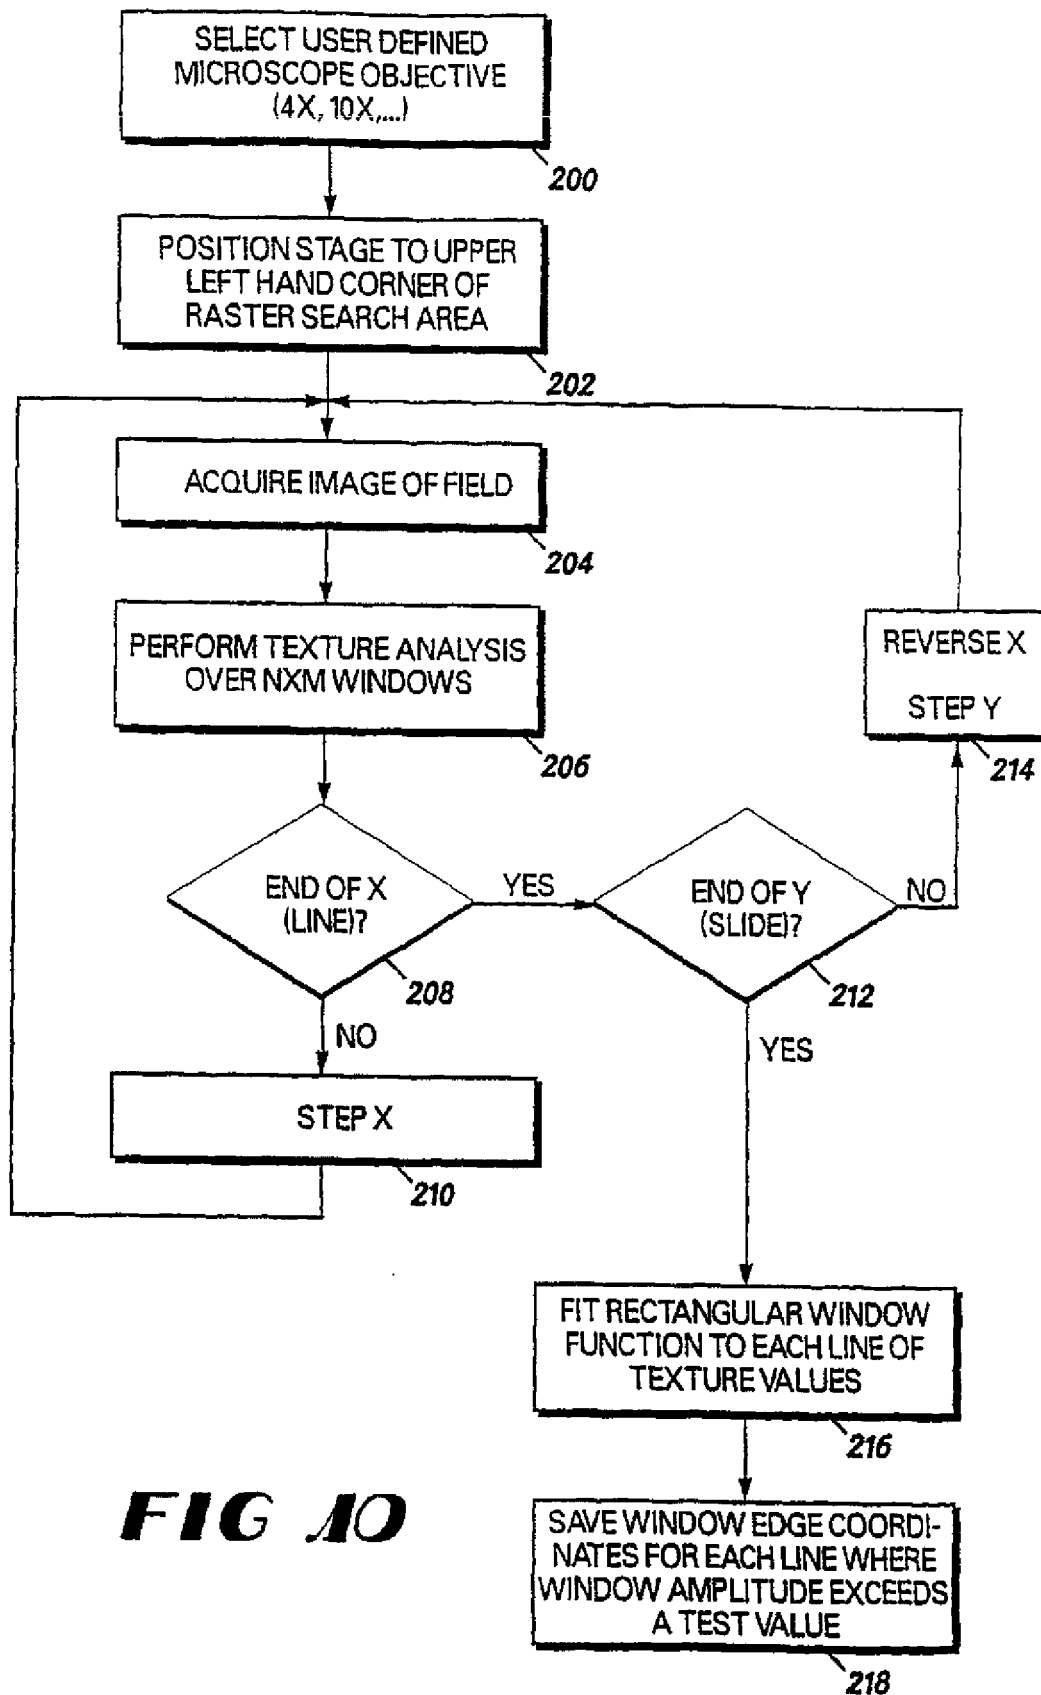 SELECT USER DEFINED
MICROSCOPE OBJECTIVE
(4X, 10X,...)
200
POSITION STAGE TO UPPER
LEFT HAND CORNER OF
RASTER SEARCH AREA
202
ACQUIRE IMAGE OF FIELD
204
PERFORM TEXTURE ANALYSIS
OVER NXM WINDOWS
206
REVERSE X
STEP Y
214
END OF X
(LINE)?
208
YES
END OF Y
(SLIDE)?
212
NO
NO
STEP X
210
YES
FIT RECTANGULAR WINDOW
FUNCTION TO EACH LINE OF
TEXTURE VALUES
216
SAVE WINDOW EDGE COORDI-
NATES FOR EACH LINE WHERE
WINDOW AMPLITUDE EXCEEDS
A TEST VALUE
218
FIG 10